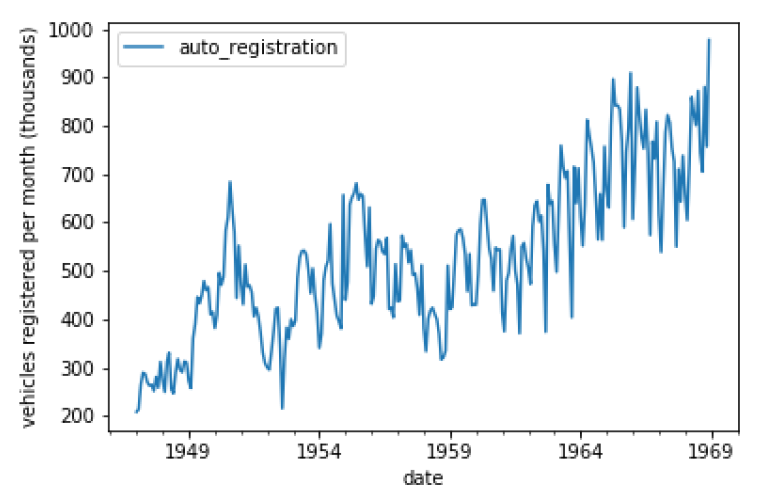 auto_registration
vehicles registered per month (thousands)
1000
900
800
700
600
500
400
300
200
1949 1954 1959 1964 1969
date